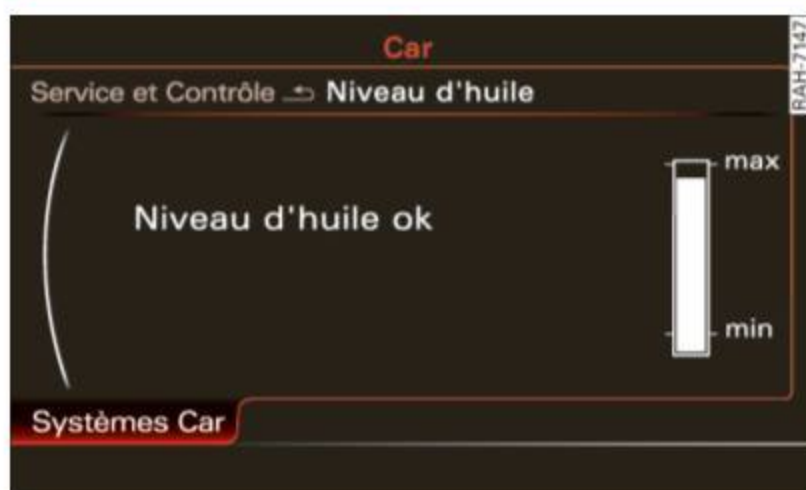 Car
RAH-7147
Service et Contrôle Niveau d'huile
max
Niveau d'huile ok
min
Systèmes Car